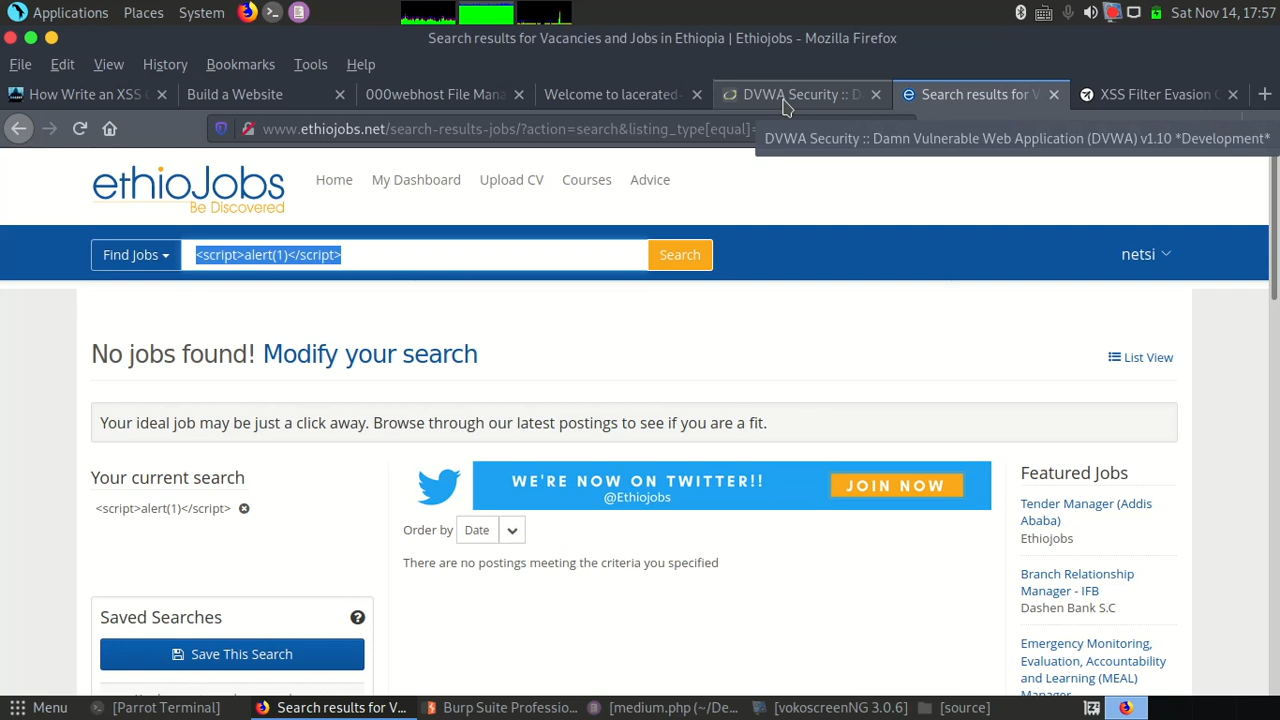 Applications Places System Sat Nov 14, 17:57
Search results for Vacancies and Jobs in Ethiopia | Ethiojobs - Mozilla Firefox
File Edit View History Bookmarks Tools Help
How Write an XSS C Build a Website 000webhost File Mana Welcome to lacerated- DVWA Security :: D Search results for V XSS Filter Evasion C
www.ethiojobs.net/search-results-jobs/?action=search&listing_type[equal]=
DVWA Security :: Damn Vulnerable Web Application (DVWA) v1.10 *Development*
ethioJobs
Be Discovered
Home My Dashboard Upload CV Courses Advice
Find Jobs <script>alert(1)</script> Search netsi
No jobs found! Modify your search
List View
Your ideal job may be just a click away. Browse through our latest postings to see if you are a fit.
Your current search
<script>alert(1)</script>
WE'RE NOW ON TWITTER!!
@Ethiojobs
JOIN NOW
Order by Date
There are no postings meeting the criteria you specified
Featured Jobs
Tender Manager (Addis
Ababa)
Ethiojobs
Branch Relationship
Manager - IFB
Dashen Bank S.C
Emergency Monitoring,
Evaluation, Accountability
and Learning (MEAL)
Manager
Saved Searches
Save This Search
Menu [Parrot Terminal] Search results for V... Burp Suite Professio... [medium.php (~/De... [vokoscreenNG 3.0.6] [source]